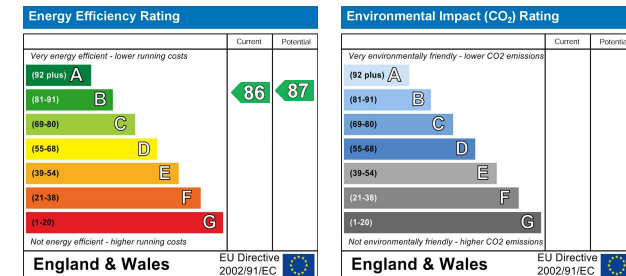 Energy Efficiency Rating
Current Potential
Very energy efficient - lower running costs
(92 plus) A
(81-91) B
86 87
(69-80) C
(55-68) D
(39-54) E
(21-38) F
(1-20) G
Not energy efficient - higher running costs
England & Wales
EU Directive
2002/91/EC
Environmental Impact (CO₂) Rating
Current Potentia
Very environmentally friendly - lower CO2 emissions
(92 plus) A
(81-91) B
(69-80) C
(55-68) D
(39-54) E
(21-38) F
(1-20) G
Not environmentally friendly - higher CO2 emissions
England & Wales
EU Directive
2002/91/EC